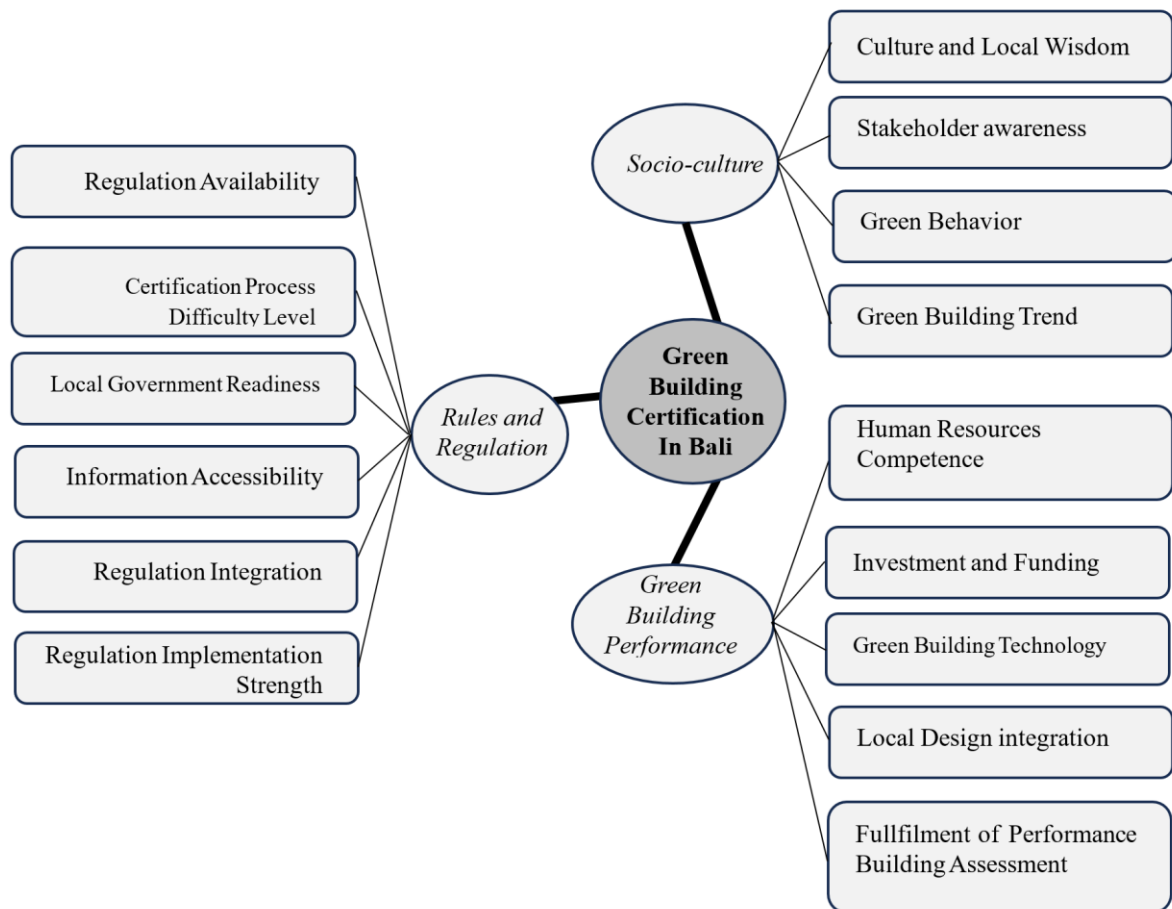 Culture and Local Wisdom
Stakeholder awareness
Socio-culture
Green Behavior
Green Building Trend
Regulation Availability
Certification Process
Difficulty Level
Local Government Readiness
Information Accessibility
Regulation Integration
Regulation Implementation
Strength
Rules and
Regulation
Green
Building
Certification
In Bali
Green
Building
Performance
Human Resources
Competence
Investment and Funding
Green Building Technology
Local Design integration
Fullfilment of Performance
Building Assessment